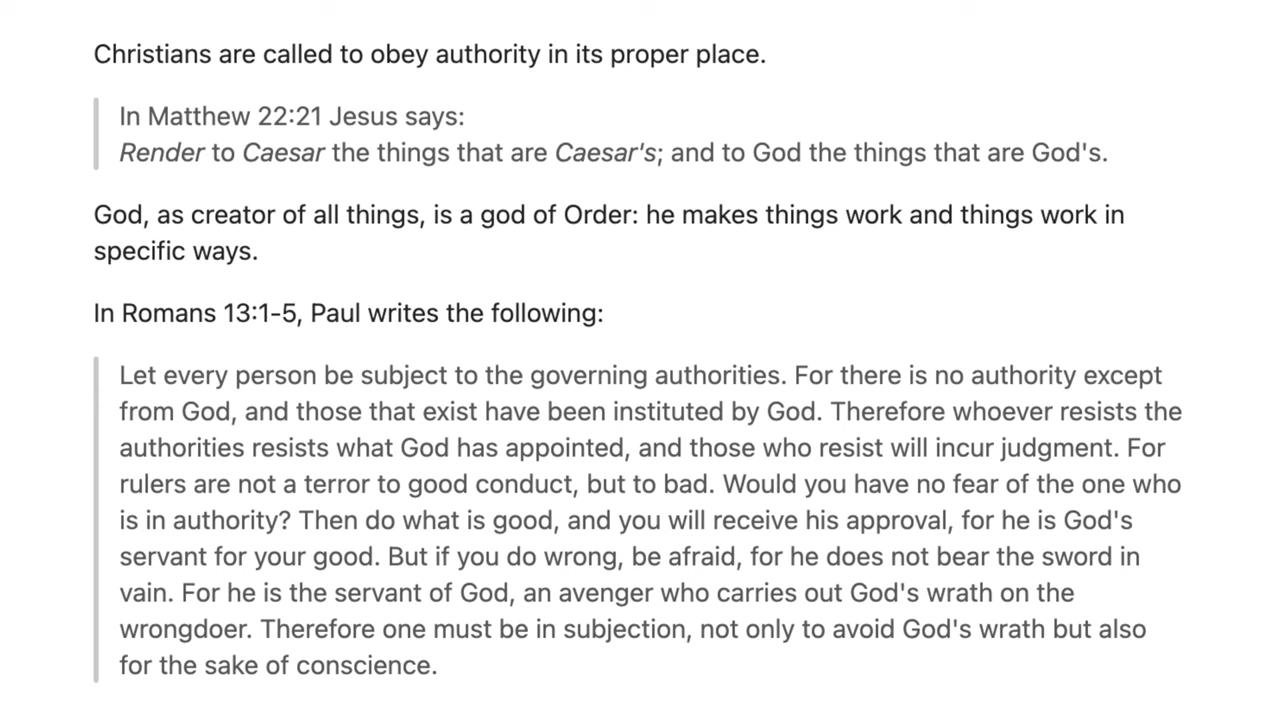 Christians are called to obey authority in its proper place.
In Matthew 22:21 Jesus says:
Render to Caesar the things that are Caesar's; and to God the things that are God's.
God, as creator of all things, is a god of Order: he makes things work and things work in
specific ways.
In Romans 13:1-5, Paul writes the following:
Let every person be subject to the governing authorities. For there is no authority except
from God, and those that exist have been instituted by God. Therefore whoever resists the
authorities resists what God has appointed, and those who resist will incur judgment. For
rulers are not a terror to good conduct, but to bad. Would you have no fear of the one who
is in authority? Then do what is good, and you will receive his approval, for he is God's
servant for your good. But if you do wrong, be afraid, for he does not bear the sword in
vain. For he is the servant of God, an avenger who carries out God's wrath on the
wrongdoer. Therefore one must be in subjection, not only to avoid God's wrath but also
for the sake of conscience.